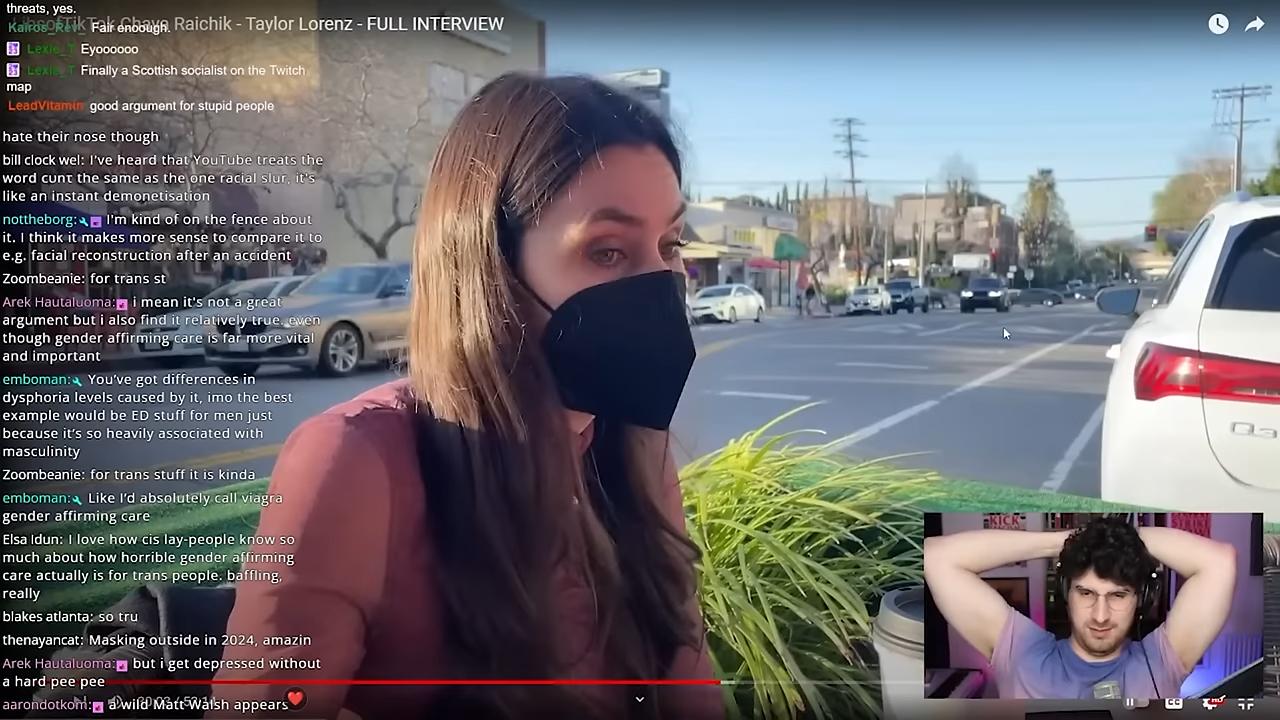 threats, yes.
LibsofTikTok Chaya Raichik - Taylor Lorenz - FULL INTERVIEW
Kairos_Rev Fair enoough.
Lexie_T Eyoooooo
Lexie_T Finally a Scottish socialist on the Twitch
map
LeadVitamin good argument for stupid people
hate their nose though
bill clock wel: I've heard that YouTube treats the
word cunт the same as the one racial slur, it's
like an instant demonetisation
nottheborg: I'm kind of on the fence about
it. I think it makes more sense to compare it to
e.g. facial reconstruction after an accident
Zoombeanie: for trans st
Arek Hautaluoma: i mean it's not a great
argument but i also find it relatively true. even
though gender affirming care is far more vital
and important
emboman: You've got differences in
dysphoria levels caused by it, imo the best
example would be ED stuff for men just
because it's so heavily associated with
masculinity
Zoombeanie: for trans stuff it is kinda
emboman: Like I'd absolutely call viagra
gender affirming care
Elsa Idun: I love how cis lay-people know so
much about how horrible gender affirming
care actually is for trans people. baffling,
really
blakes atlanta: so tru
thenayancat: Masking outside in 2024, amazin
Arek Hautaluoma: but i get depressed without
a hard pee pee
aarondotkom: a wild Matt Walsh appears
Q3
KICK
CC
HD